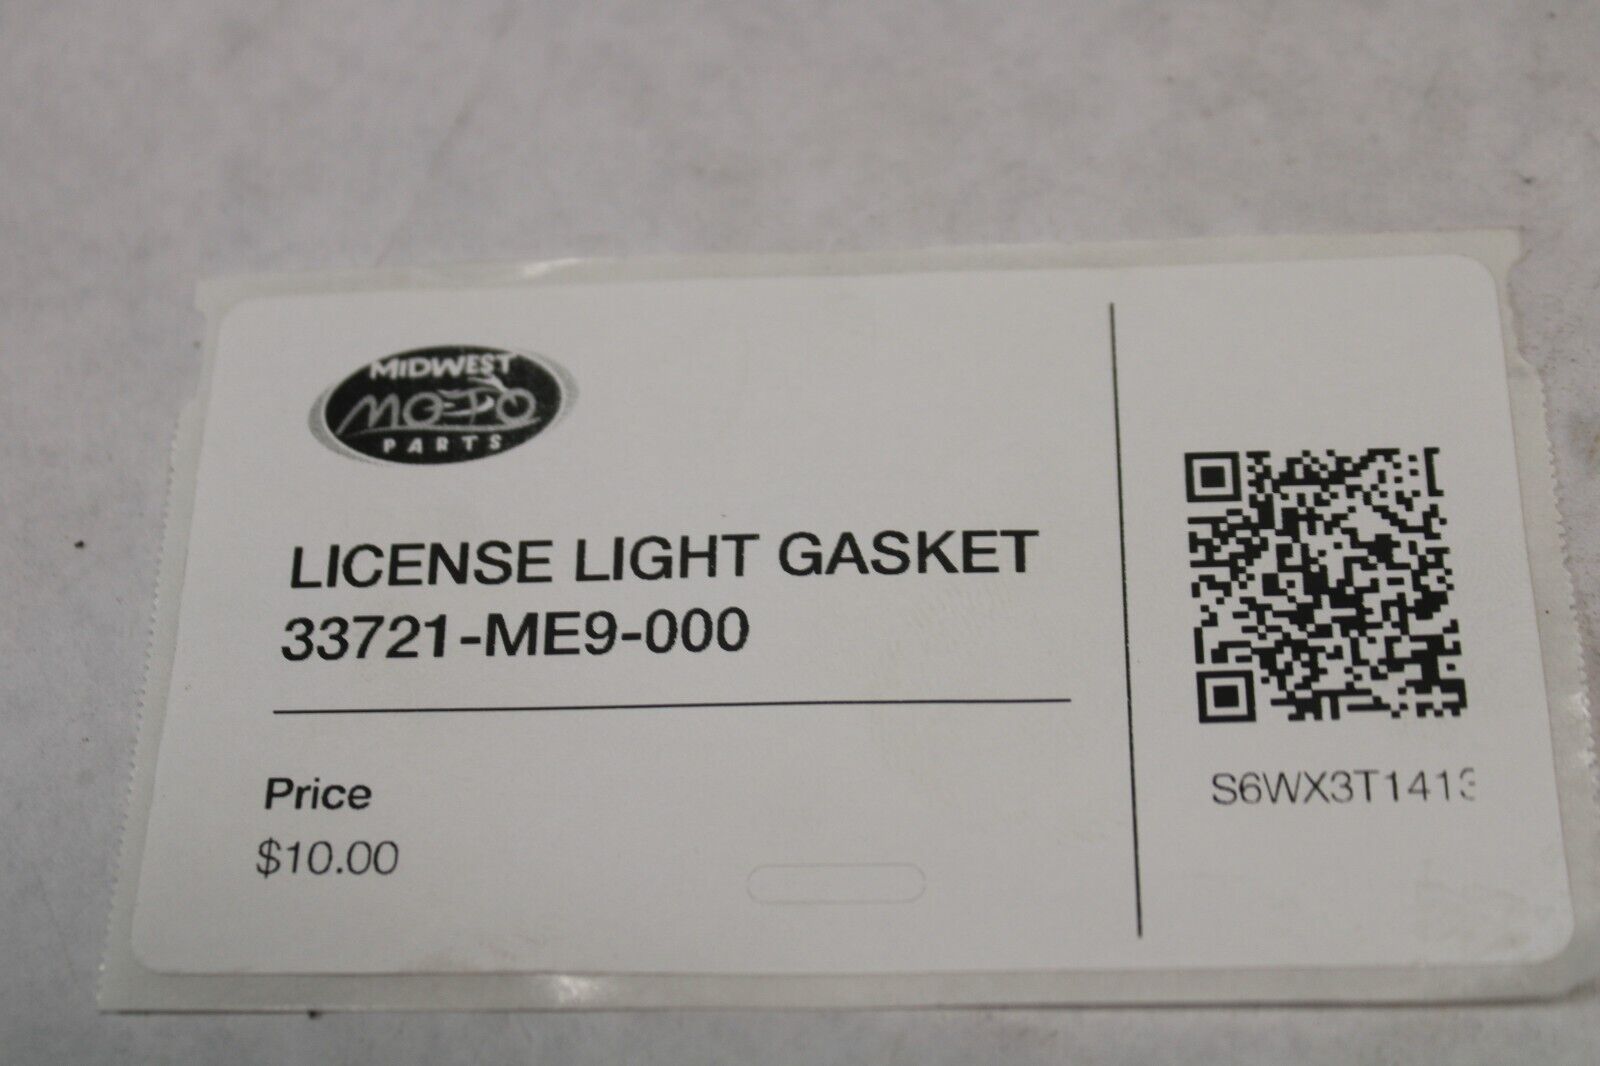 MIDWEST
MOTO
PARTS
LICENSE LIGHT GASKET
33721-ME9-000
Price
$10.00
S6WX3T1413